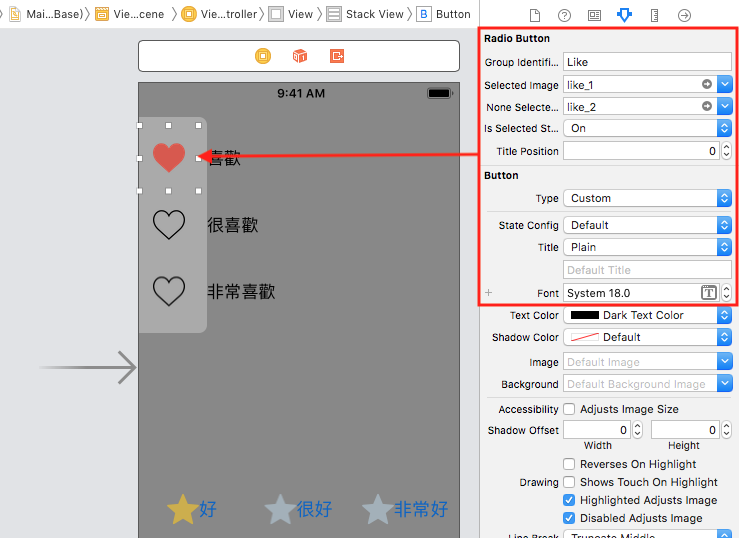 Mai...Base) Vie...cene Vie...troller View Stack View B Button
9:41 AM
喜歡
很喜歡
非常喜歡
好 很好 非常好
Radio Button
Group Identifi... Like
Selected Image like_1
None Selecte... like_2
Is Selected St... On
Title Position 0
Button
Type Custom
State Config Default
Title Plain
Default Title
+ Font System 18.0 T
Text Color Dark Text Color
Shadow Color Default
Image Default Image
Background Default Background Image
Accessibility Adjusts Image Size
Shadow Offset 0 0
Width Height
Reverses On Highlight
Drawing Shows Touch On Highlight
Highlighted Adjusts Image
Disabled Adjusts Image
Line Break Truncate Middle